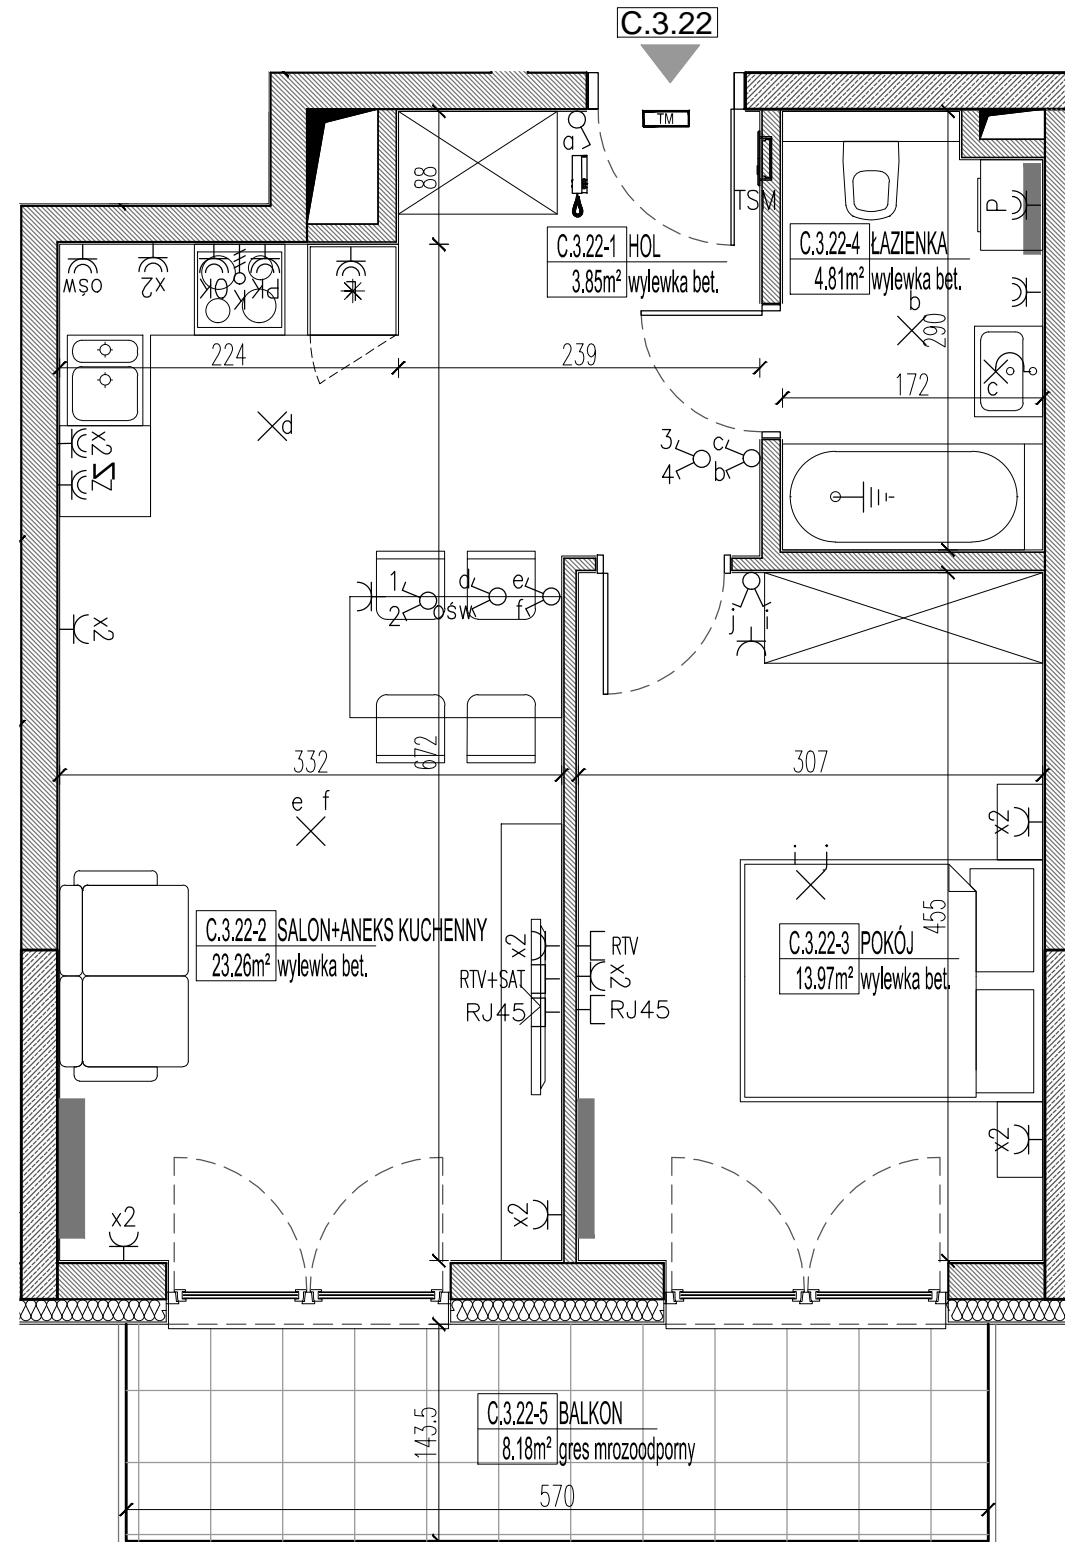 C.3.22
TM
a
88
TSM
C.3.22-1 HOL
3.85m² wylewka bet.
C.3.22-4 ŁAZIENKA
4.81m² wylewka bet.
P
b
290
ośw
x2
OK
k
pk
224
239
172
c
d
x2
Z
3
4
c
b
1
2
ośw
d
e
f
j
i
x2
672
332
307
e f
x2
i
j
455
C.3.22-2 SALON+ANEKS KUCHENNY
23.26m² wylewka bet.
x2
RTV+SAT
RJ45
RTV
x2
RJ45
C.3.22-3 POKÓJ
13.97m² wylewka bet.
x2
x2
x2
143.5
C.3.22-5 BALKON
8.18m² gres mrozoodporny
570